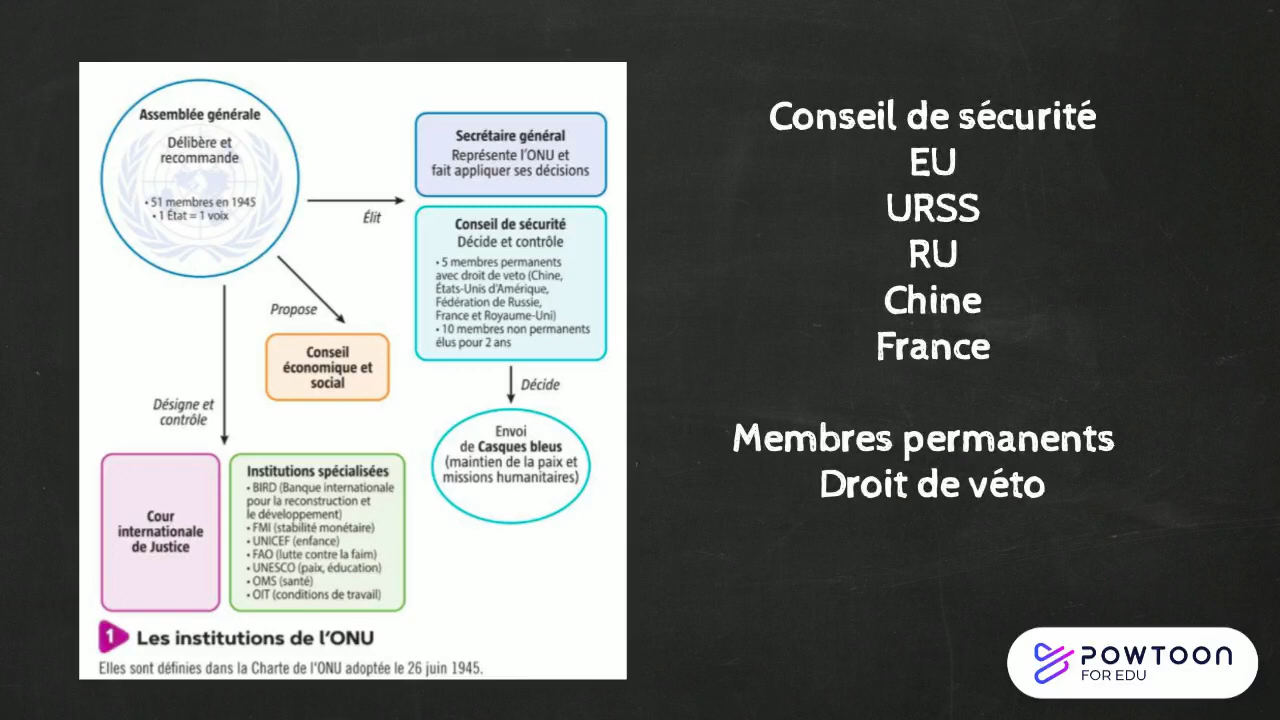 Assemblée générale
Délibère et
recommande
• 51 membres en 1945
• 1 État = 1 voix
Élit
Secrétaire général
Représente l'ONU et
fait appliquer ses décisions
Conseil de sécurité
Décide et contrôle
• 5 membres permanents
avec droit de veto (Chine,
États-Unis d'Amérique,
Fédération de Russie,
France et Royaume-Uni)
• 10 membres non permanents
élus pour 2 ans
Propose
Conseil
économique et
social
Décide
Envoi
de Casques bleus
(maintien de la paix et
missions humanitaires)
Désigne et
contrôle
Cour
internationale
de Justice
Institutions spécialisées
• BIRD (Banque internationale
pour la reconstruction et
le développement)
• FMI (stabilité monétaire)
• UNICEF (enfance)
• FAO (lutte contre la faim)
• UNESCO (paix, éducation)
• OMS (santé)
• OIT (conditions de travail)
1 Les institutions de l'ONU
Elles sont définies dans la Charte de l'ONU adoptée le 26 juin 1945.
Conseil de sécurité
EU
URSS
RU
Chine
France
Membres permanents
Droit de véto
POWTOON
FOR EDU